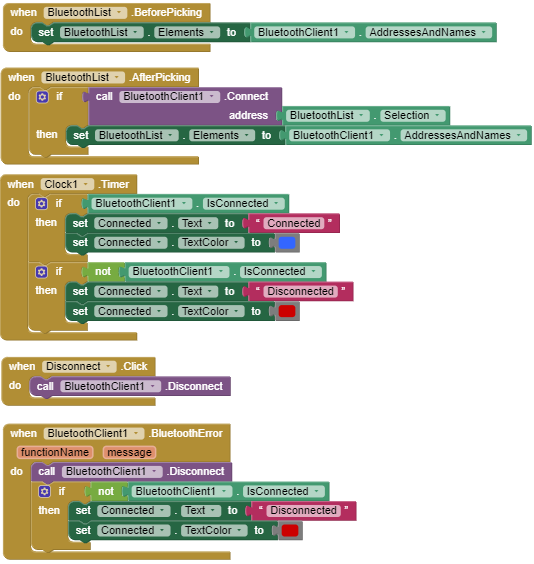 when BluetoothList .BeforePicking
do set BluetoothList . Elements to BluetoothClient1 . AddressesAndNames
when BluetoothList .AfterPicking
do if call BluetoothClient1 .Connect
address BluetoothList . Selection
then set BluetoothList . Elements to BluetoothClient1 . AddressesAndNames
when Clock1 .Timer
do if BluetoothClient1 . IsConnected
then set Connected . Text to " Connected "
set Connected . TextColor to
if not BluetoothClient1 . IsConnected
then set Connected . Text to " Disconnected "
set Connected . TextColor to
when Disconnect .Click
do call BluetoothClient1 .Disconnect
when BluetoothClient1 .BluetoothError
functionName message
do call BluetoothClient1 .Disconnect
if not BluetoothClient1 . IsConnected
then set Connected . Text to " Disconnected "
set Connected . TextColor to